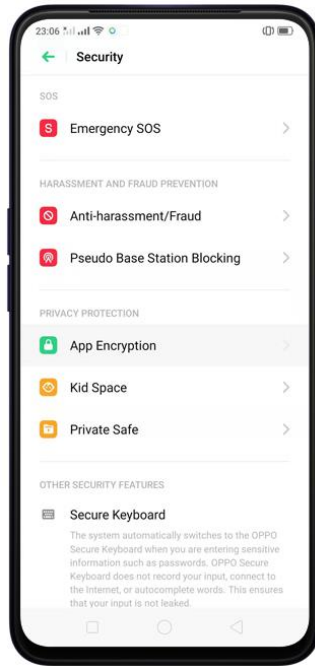 23:06
Security
SOS
S Emergency SOS
HARASSMENT AND FRAUD PREVENTION
Anti-harassment/Fraud
Pseudo Base Station Blocking
PRIVACY PROTECTION
App Encryption
Kid Space
Private Safe
OTHER SECURITY FEATURES
Secure Keyboard
The system automatically switches to the OPPO
Secure Keyboard when you are entering sensitive
information such as passwords. OPPO Secure
Keyboard does not record your input, connect to
the Internet, or autocomplete words. This ensures
that your input is not leaked.